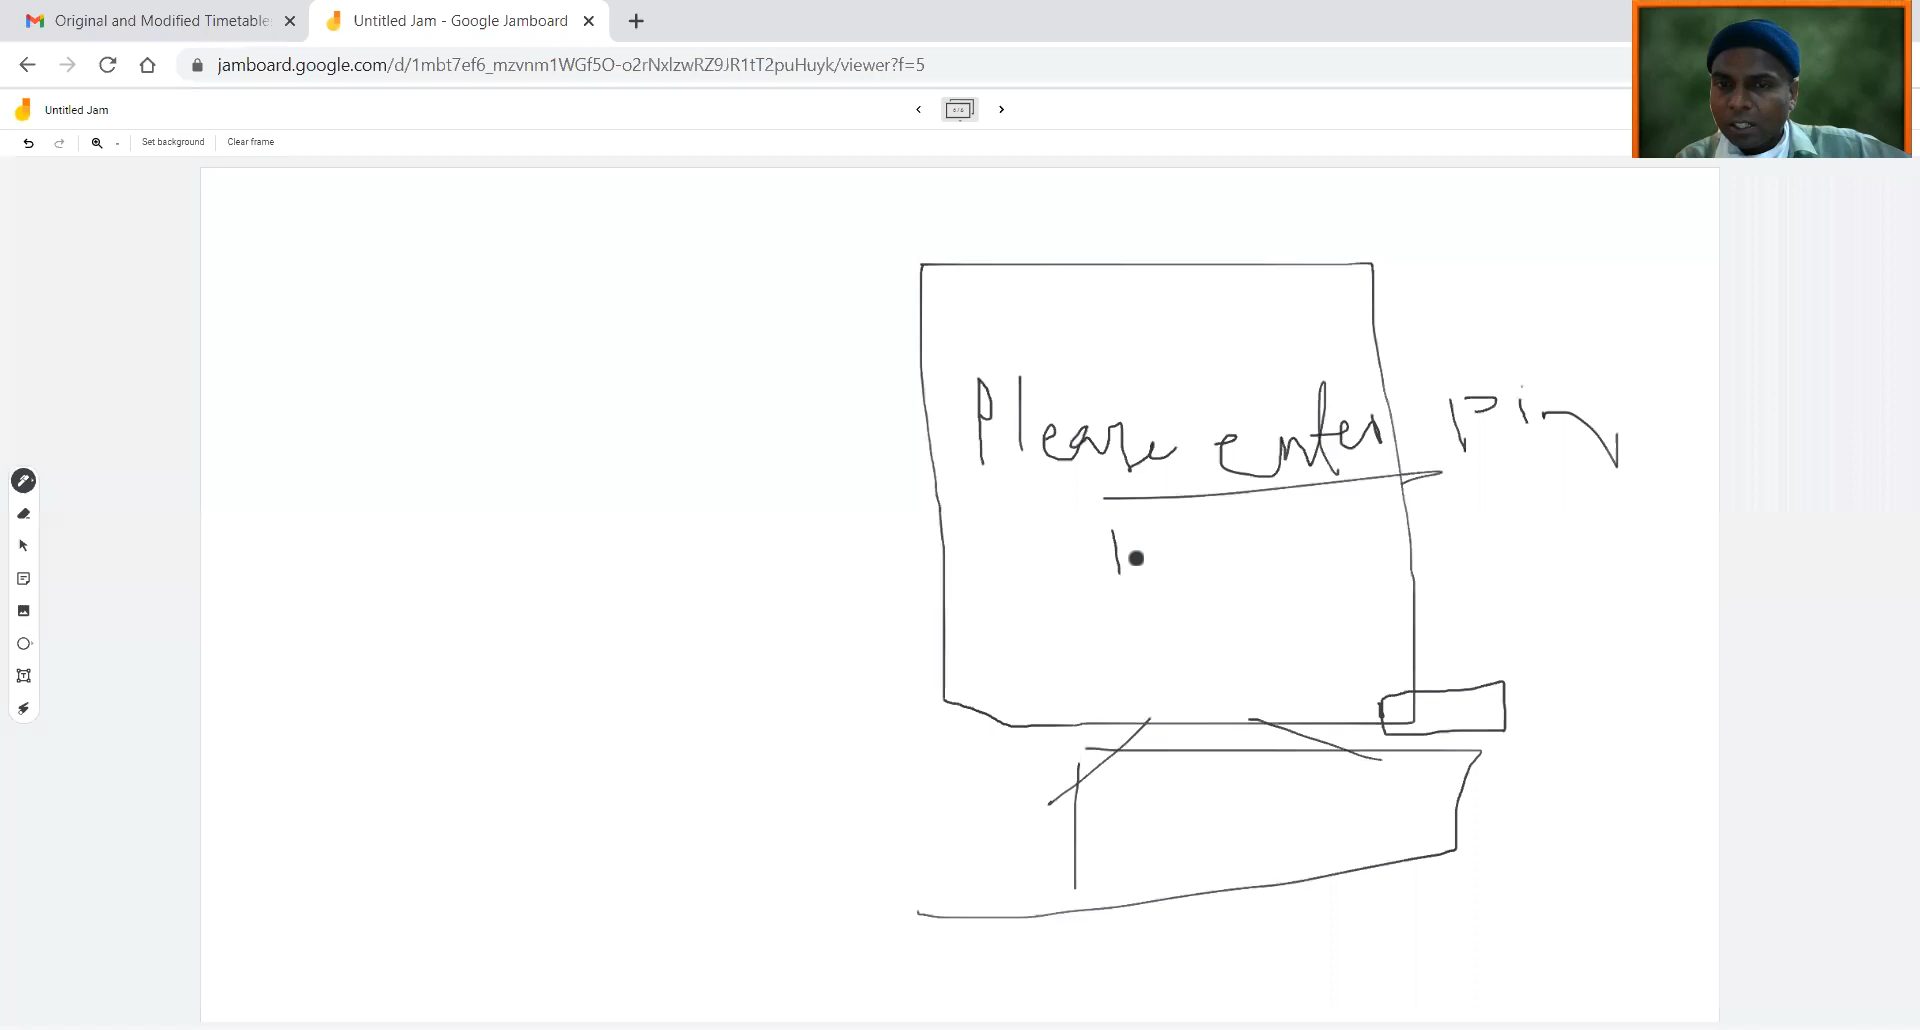 Original and Modified Timetable
Untitled Jam - Google Jamboard
jamboard.google.com/d/1mbt7ef6_mzvnm1WGf5O-o2rNxlzwRZ9JR1tT2puHuyk/viewer?f=5
Untitled Jam
Set background
Clear frame
Please enter Pin
1